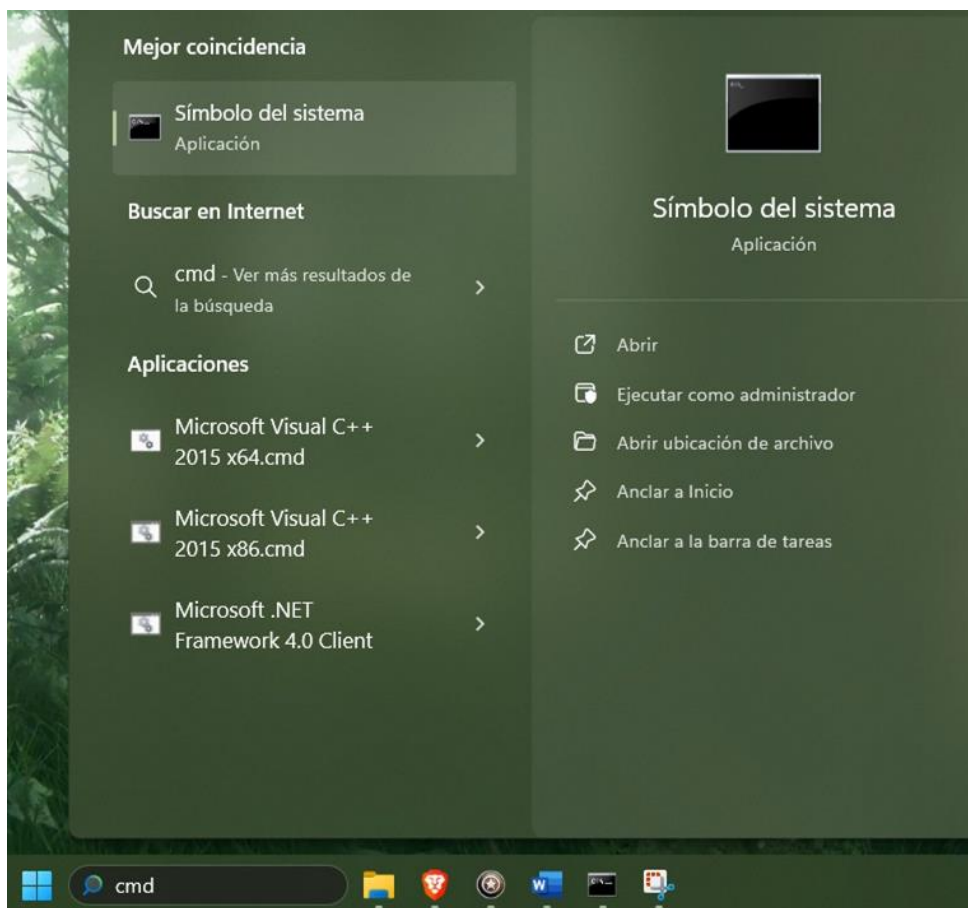 Mejor coincidencia
Símbolo del sistema
Aplicación
Buscar en Internet
cmd - Ver más resultados de
la búsqueda
Aplicaciones
Microsoft Visual C++
2015 x64.cmd
Microsoft Visual C++
2015 x86.cmd
Microsoft .NET
Framework 4.0 Client
Símbolo del sistema
Aplicación
Abrir
Ejecutar como administrador
Abrir ubicación de archivo
Anclar a Inicio
Anclar a la barra de tareas
cmd